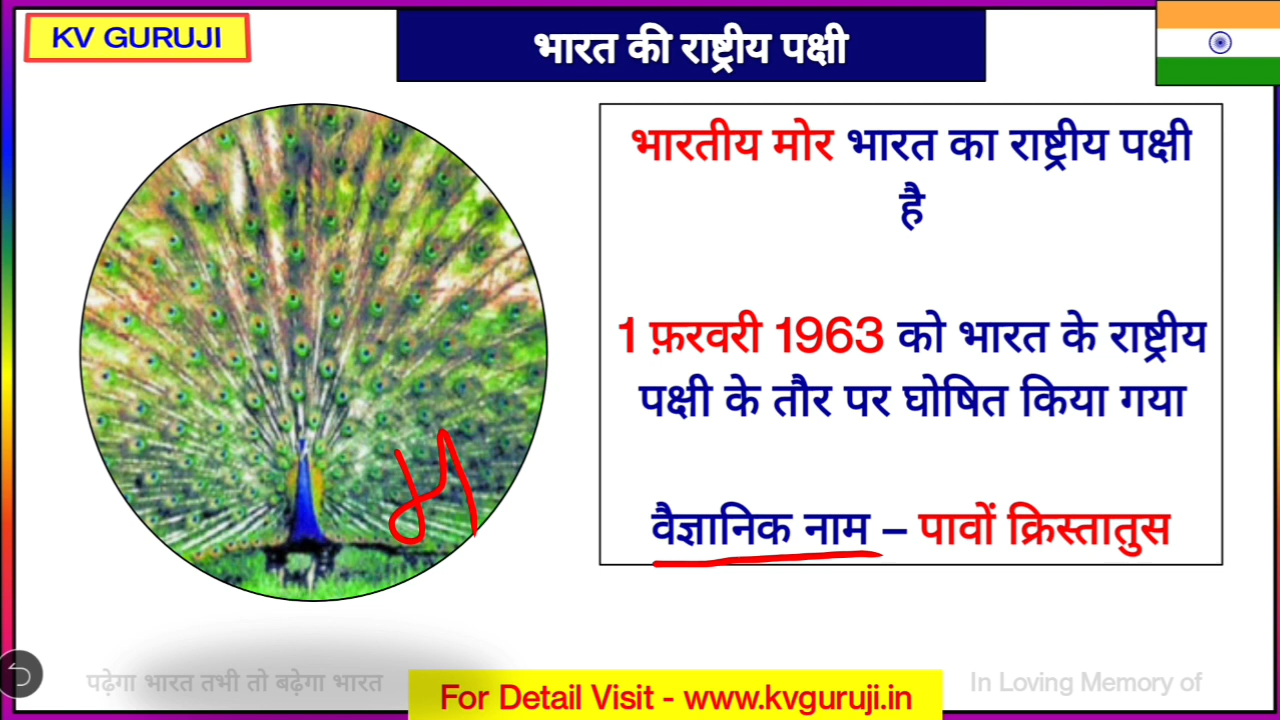 KV GURUJI
भारत की राष्ट्रीय पक्षी
भारतीय मोर भारत का राष्ट्रीय पक्षी
है
1 फ़रवरी 1963 को भारत के राष्ट्रीय
पक्षी के तौर पर घोषित किया गया
वैज्ञानिक नाम – पावों क्रिस्तातुस
पढ़ेगा भारत तभी तो बढ़ेगा भारत
For Detail Visit - www.kvguruji.in
In Loving Memory of